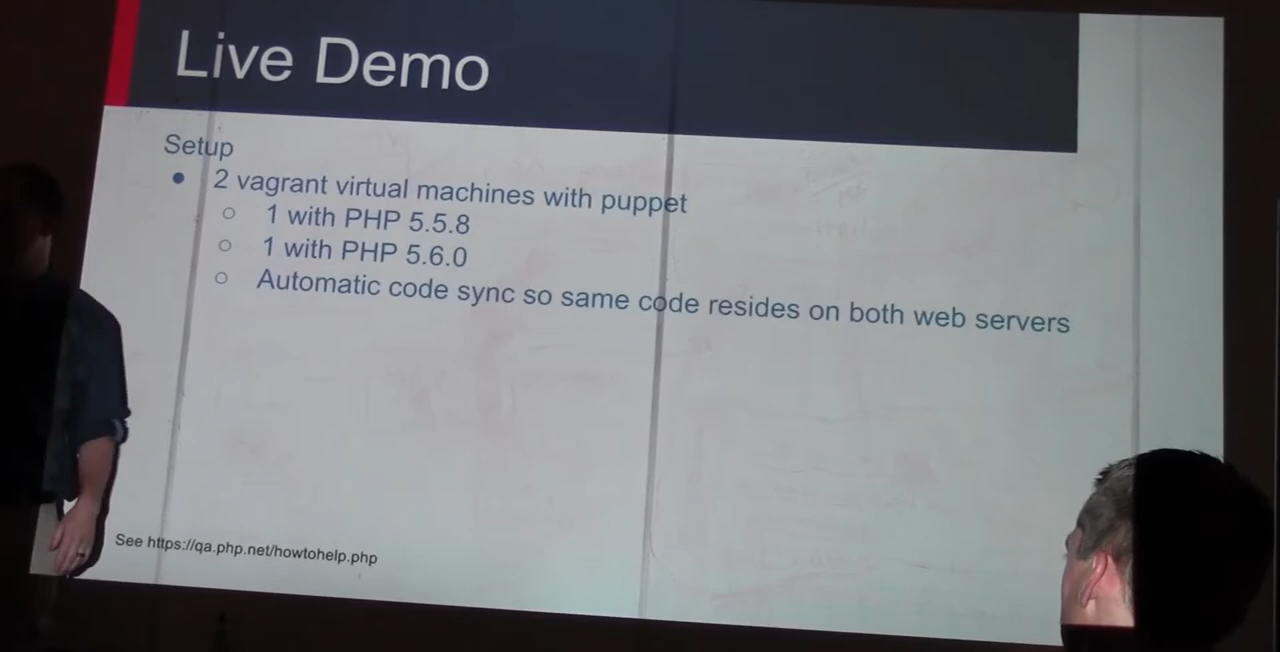 Live Demo
Setup
● 2 vagrant virtual machines with puppet
○ 1 with PHP 5.5.8
○ 1 with PHP 5.6.0
○ Automatic code sync so same code resides on both web servers
See https://qa.php.net/howtohelp.php